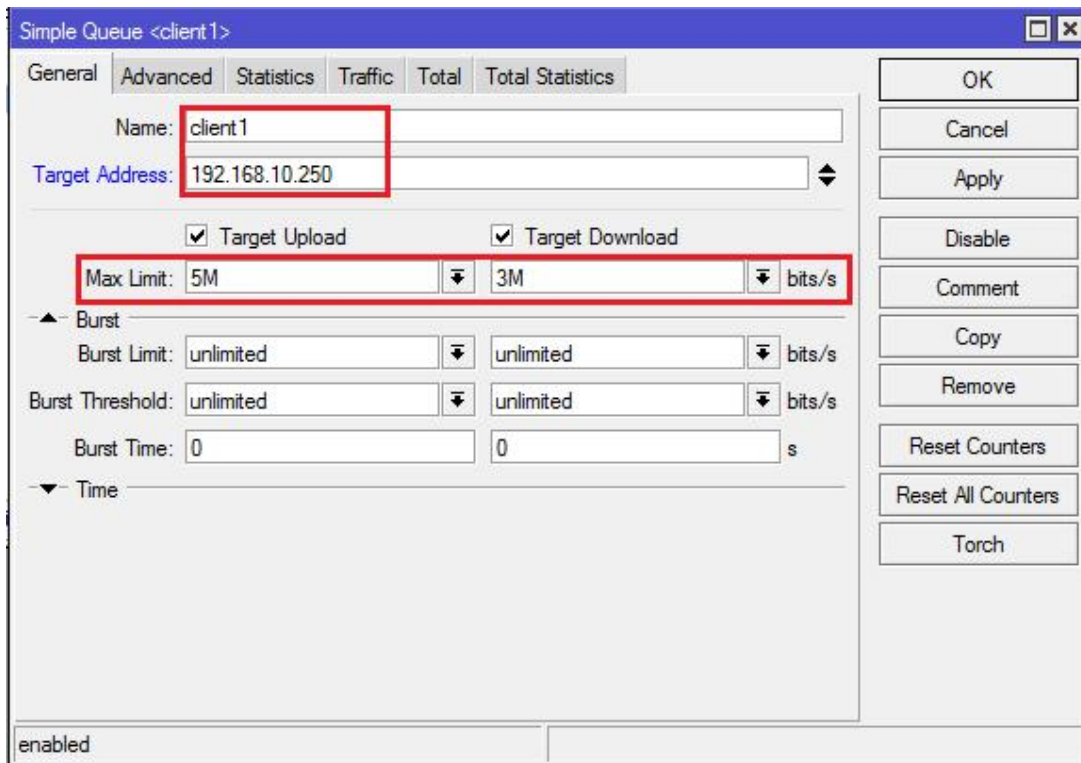 Simple Queue <client1>
General Advanced Statistics Traffic Total Total Statistics
Name: client1
Target Address: 192.168.10.250
Target Upload Target Download
Max Limit: 5M 3M bits/s
Burst
Burst Limit: unlimited unlimited bits/s
Burst Threshold: unlimited unlimited bits/s
Burst Time: 0 0 s
Time
OK
Cancel
Apply
Disable
Comment
Copy
Remove
Reset Counters
Reset All Counters
Torch
enabled